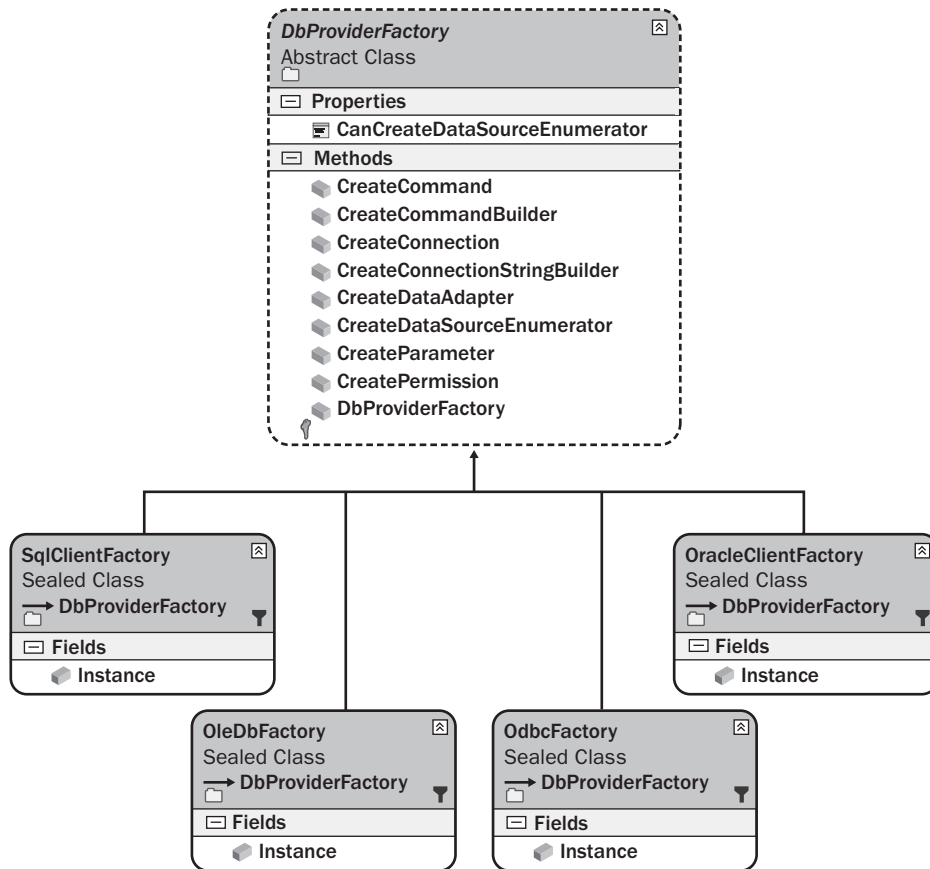 DbProviderFactory
Abstract Class
Properties
CanCreateDataSourceEnumerator
Methods
CreateCommand
CreateCommandBuilder
CreateConnection
CreateConnectionStringBuilder
CreateDataAdapter
CreateDataSourceEnumerator
CreateParameter
CreatePermission
DbProviderFactory
SqlClientFactory
Sealed Class
DbProviderFactory
Fields
Instance
OracleClientFactory
Sealed Class
DbProviderFactory
Fields
Instance
OleDbFactory
Sealed Class
DbProviderFactory
Fields
Instance
OdbcFactory
Sealed Class
DbProviderFactory
Fields
Instance